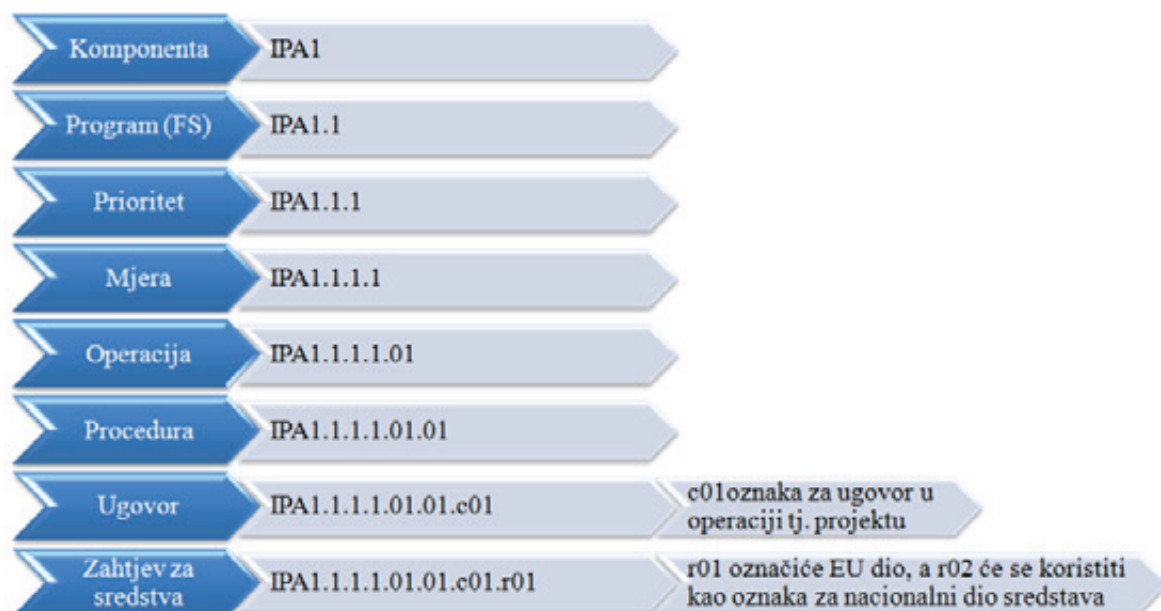 Komponenta
IPA1
Program (FS)
IPA1.1
Prioritet
IPA1.1.1
Mjera
IPA1.1.1.1
Operacija
IPA1.1.1.1.01
Procedura
IPA1.1.1.1.01.01
Ugovor
IPA1.1.1.1.01.01.c01
c01oznaka za ugovor u
operaciji tj. projektu
Zahtjev za
sredstva
IPA1.1.1.1.01.01.c01.r01
r01 označiće EU dio, a r02 će se koristiti
kao oznaka za nacionalni dio sredstava